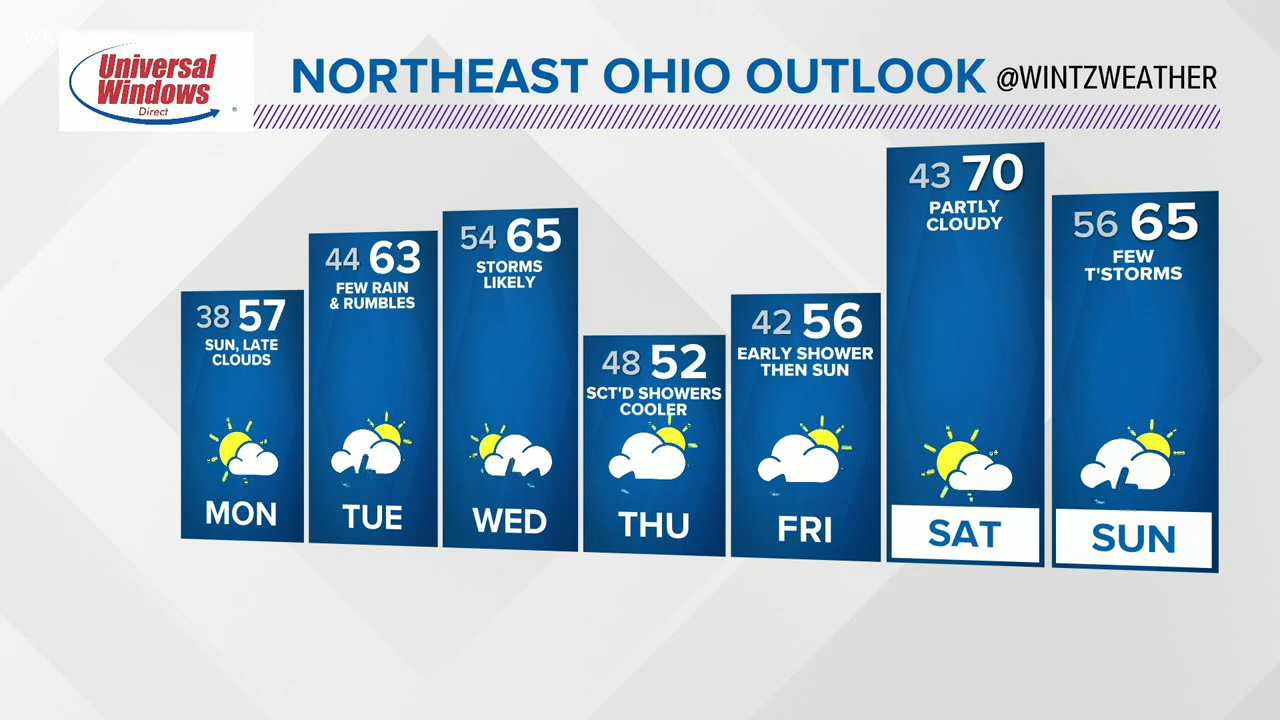 Universal
Windows
Direct
NORTHEAST OHIO OUTLOOK @WINTZWEATHER
38 57
SUN, LATE
CLOUDS
MON
44 63
FEW RAIN
& RUMBLES
TUE
54 65
STORMS
LIKELY
WED
48 52
SCT'D SHOWERS
COOLER
THU
42 56
EARLY SHOWER
THEN SUN
FRI
43 70
PARTLY
CLOUDY
SAT
56 65
FEW
T'STORMS
SUN